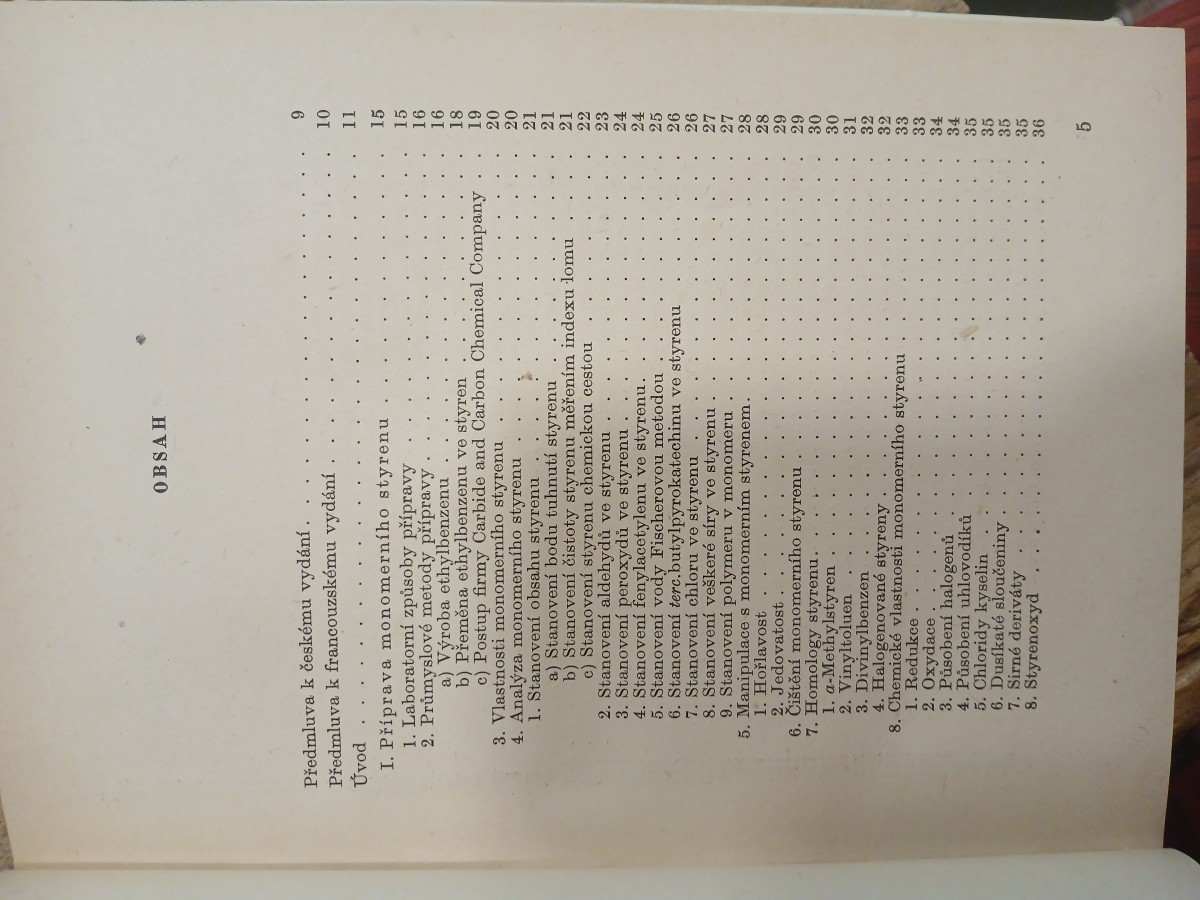 OBSAH
Předmluva k českému vydání . . . . . . . . . . . . . . . . 9
Předmluva k francouzskému vydání . . . . . . . . . . . . . . 10
Úvod . . . . . . . . . . . . . . . . . . . . . . . 11
I. Příprava monomerního styrenu . . . . . . . . . . . . . 15
1. Laboratorní způsoby přípravy . . . . . . . . . . . . . 15
2. Průmyslové metody přípravy . . . . . . . . . . . . . . 16
a) Výroba ethylbenzenu . . . . . . . . . . . . . . . 16
b) Přeměna ethylbenzenu ve styren . . . . . . . . . . . 18
c) Postup firmy Carbide and Carbon Chemical Company . . 19
3. Vlastnosti monomerního styrenu . . . . . . . . . . . . 20
4. Analýza monomerního styrenu . . . . . . . . . . . . . 20
1. Stanovení obsahu styrenu . . . . . . . . . . . . . . 21
a) Stanovení bodu tuhnutí styrenu . . . . . . . . . . 21
b) Stanovení čistoty styrenu měřením indexu lomu . . . . 21
c) Stanovení styrenu chemickou cestou . . . . . . . . 22
2. Stanovení aldehydů ve styrenu . . . . . . . . . . . . 23
3. Stanovení peroxydů ve styrenu . . . . . . . . . . . . 24
4. Stanovení fenylacetylenu ve styrenu . . . . . . . . . . 24
5. Stanovení vody Fischerovou metodou . . . . . . . . . . 25
6. Stanovení terc.butylpyrokatechinu ve styrenu . . . . . . . 26
7. Stanovení chloru ve styrenu . . . . . . . . . . . . . 26
8. Stanovení veškeré síry ve styrenu . . . . . . . . . . . 27
9. Stanovení polymeru v monomeru . . . . . . . . . . . 27
5. Manipulace s monomerním styrenem . . . . . . . . . . . 28
1. Hořlavost . . . . . . . . . . . . . . . . . . . 28
2. Jedovatost . . . . . . . . . . . . . . . . . . . 29
6. Čištění monomerního styrenu . . . . . . . . . . . . . 29
7. Homology styrenu . . . . . . . . . . . . . . . . . 30
1. α-Methylstyren . . . . . . . . . . . . . . . . . 30
2. Vinyltoluen . . . . . . . . . . . . . . . . . . 31
3. Divinylbenzen . . . . . . . . . . . . . . . . . 32
4. Halogenované styreny . . . . . . . . . . . . . . . 32
8. Chemické vlastnosti monomerního styrenu . . . . . . . . . 33
1. Redukce . . . . . . . . . . . . . . . . . . . . 33
2. Oxydace . . . . . . . . . . . . . . . . . . . . 34
3. Působení halogenů . . . . . . . . . . . . . . . . 34
4. Působení uhlovodíků . . . . . . . . . . . . . . . 35
5. Chloridy kyselin . . . . . . . . . . . . . . . . . 35
6. Dusíkaté sloučeniny . . . . . . . . . . . . . . . 35
7. Sirné deriváty . . . . . . . . . . . . . . . . . 35
8. Styrenoxyd . . . . . . . . . . . . . . . . . . . 36
5